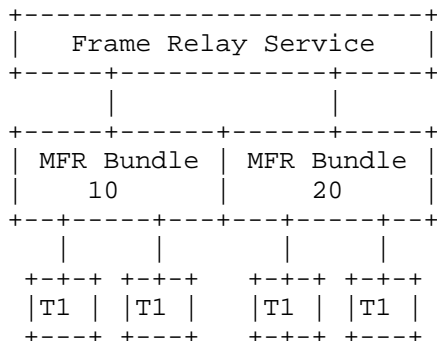 Frame Relay Service
MFR Bundle MFR Bundle
10 20
T1 T1 T1 T1